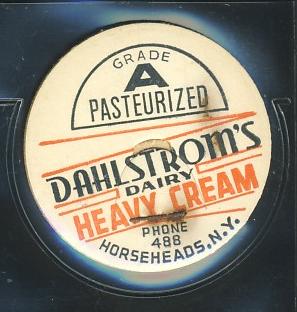 GRADE
A
PASTEURIZED
DAHLSTROM'S
DAIRY
HEAVY CREAM
PHONE
488
HORSEHEADS, N.Y.